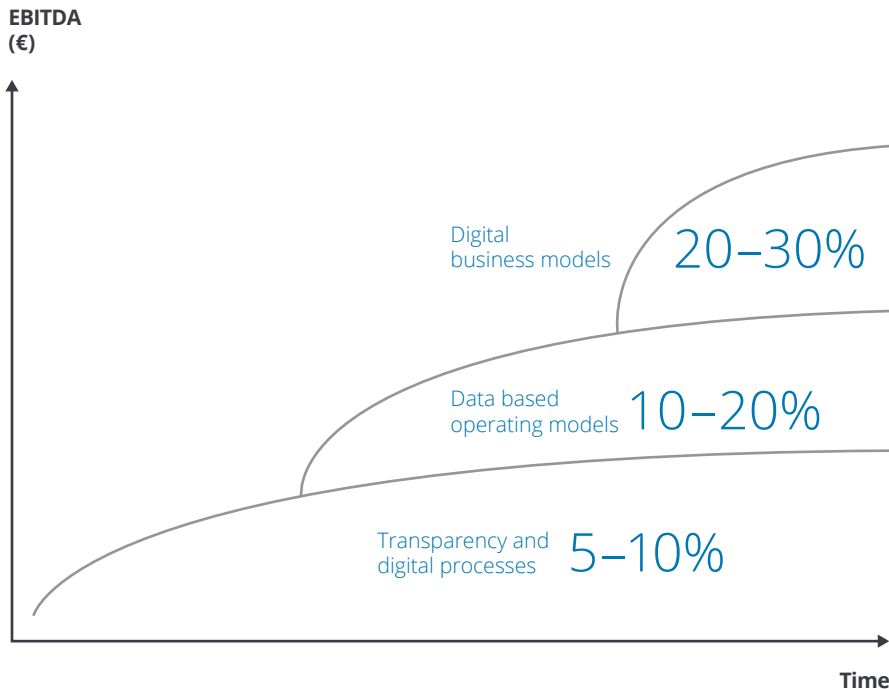 EBITDA
(€)
Digital
business models
20–30%
Data based
operating models
10–20%
Transparency and
digital processes
5–10%
Time